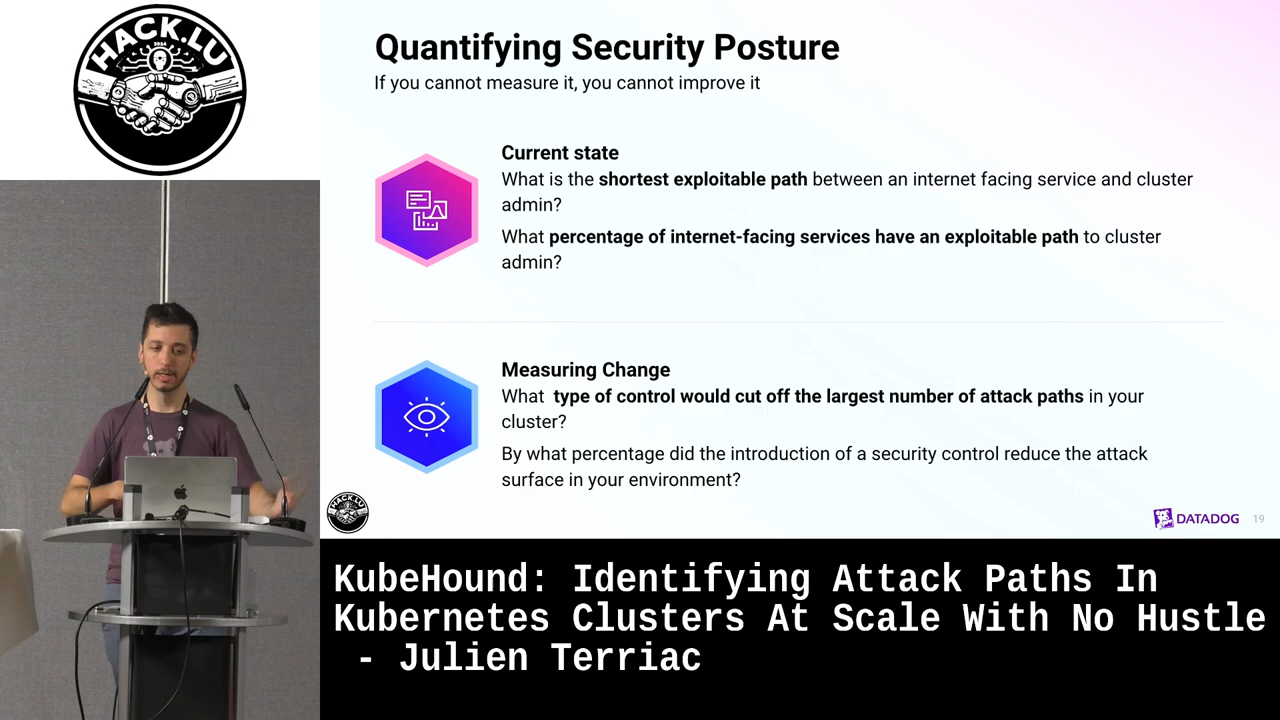 HACK.LU
2024
Quantifying Security Posture
If you cannot measure it, you cannot improve it
Current state
What is the shortest exploitable path between an internet facing service and cluster
admin?
What percentage of internet-facing services have an exploitable path to cluster
admin?
Measuring Change
What type of control would cut off the largest number of attack paths in your
cluster?
By what percentage did the introduction of a security control reduce the attack
surface in your environment?
HACK.LU
DATADOG
19
KubeHound: Identifying Attack Paths In
Kubernetes Clusters At Scale With No Hustle
- Julien Terriac